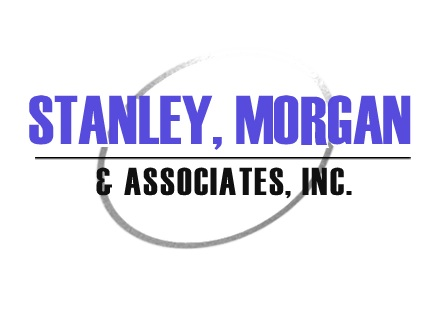 STANLEY, MORGAN
& ASSOCIATES, INC.